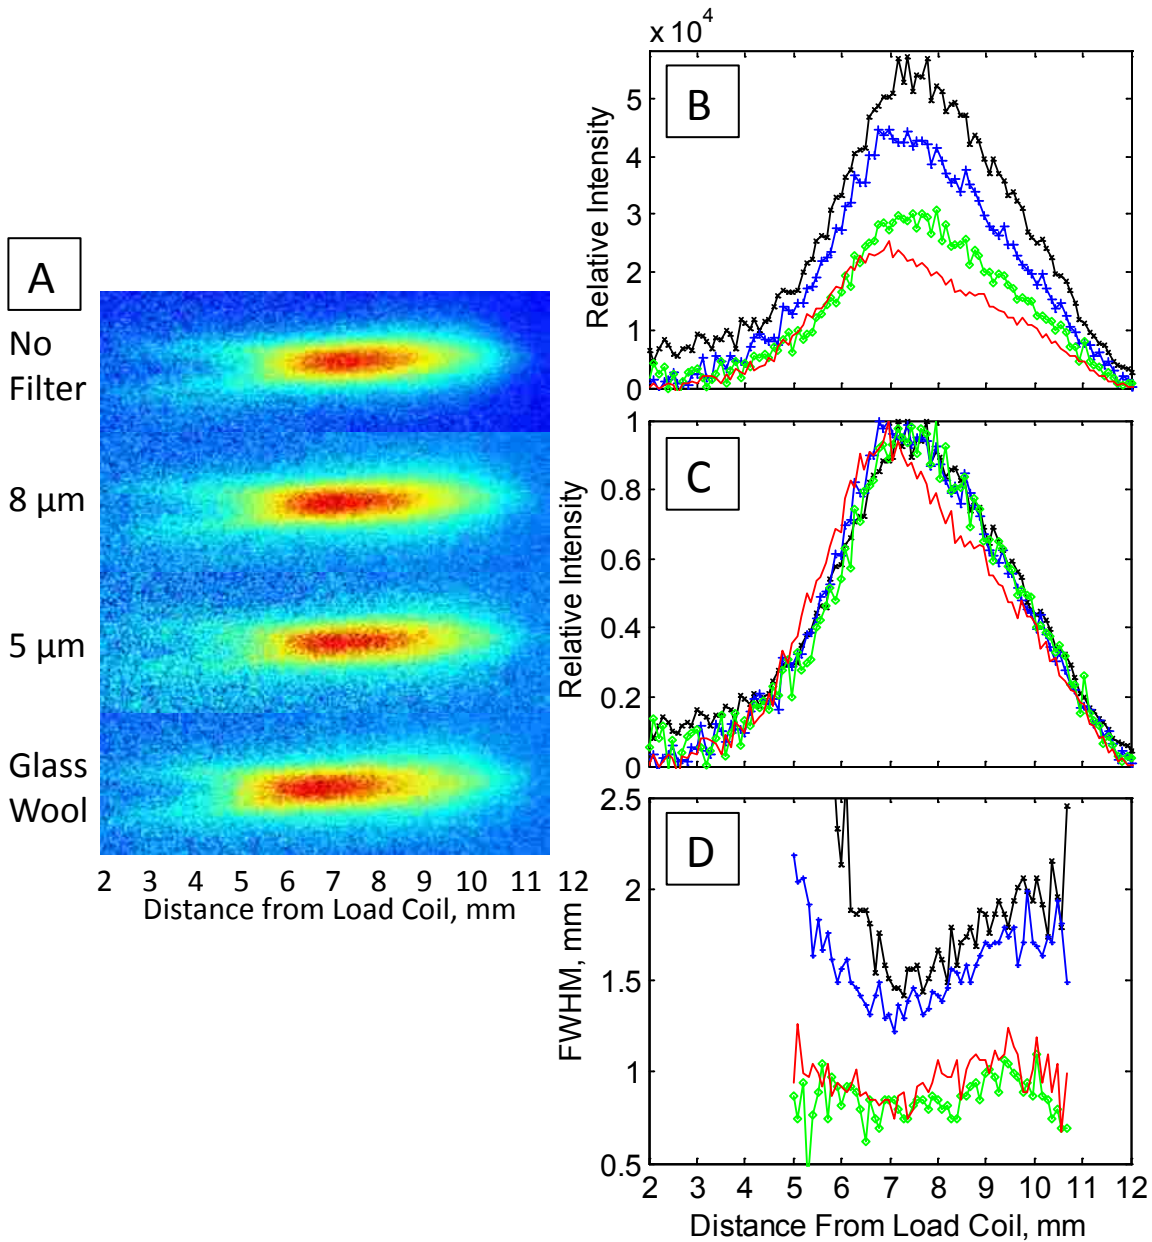 A
No
Filter
8 µm
5 µm
Glass
Wool
2 3 4 5 6 7 8 9 10 11 12
Distance from Load Coil, mm
x 10^4
B
Relative Intensity
5
4
3
2
1
0
C
Relative Intensity
1
0.8
0.6
0.4
0.2
0
D
FWHM, mm
2.5
2
1.5
1
0.5
2 3 4 5 6 7 8 9 10 11 12
Distance From Load Coil, mm